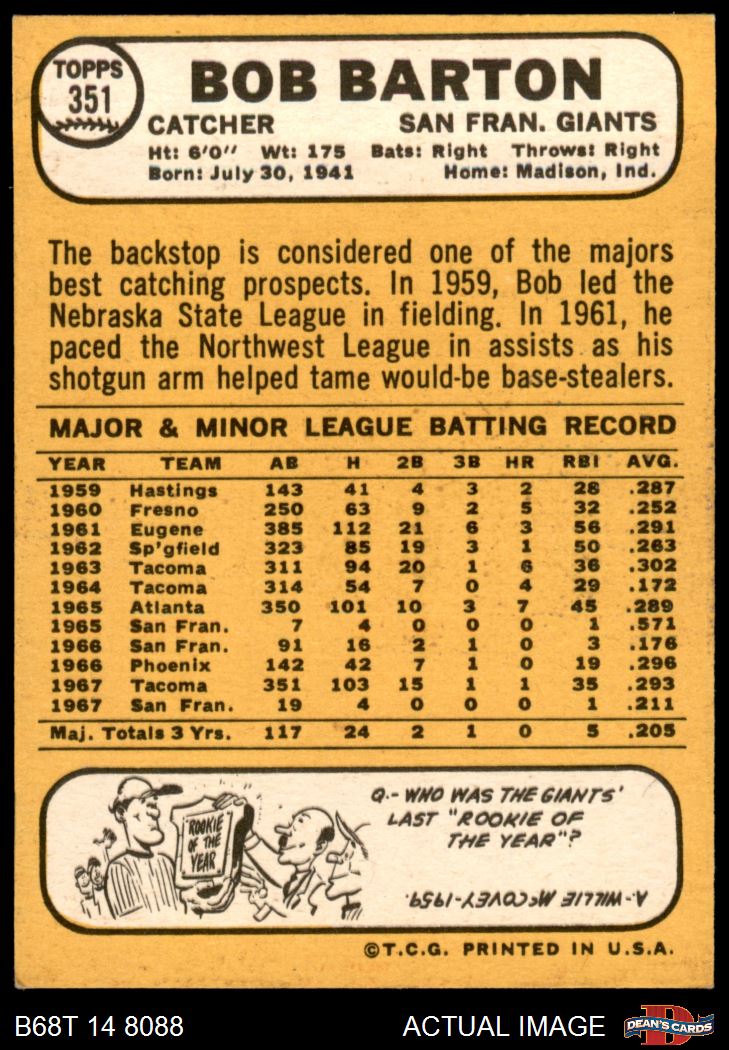 TOPPS
351
BOB BARTON
CATCHER SAN FRAN. GIANTS
Ht: 6'0" Wt: 175 Bats: Right Throws: Right
Born: July 30, 1941 Home: Madison, Ind.
The backstop is considered one of the majors
best catching prospects. In 1959, Bob led the
Nebraska State League in fielding. In 1961, he
paced the Northwest League in assists as his
shotgun arm helped tame would-be base-stealers.
MAJOR & MINOR LEAGUE BATTING RECORD
YEAR TEAM AB H 2B 3B HR RBI AVG.
1959 Hastings 143 41 4 3 2 28 .287
1960 Fresno 250 63 9 2 5 32 .252
1961 Eugene 385 112 21 6 3 56 .291
1962 Sp'gfield 323 85 19 3 1 50 .263
1963 Tacoma 311 94 20 1 6 36 .302
1964 Tacoma 314 54 7 0 4 29 .172
1965 Atlanta 350 101 10 3 7 45 .289
1965 San Fran. 7 4 0 0 0 1 .571
1966 San Fran. 91 16 2 1 0 3 .176
1966 Phoenix 142 42 7 1 0 19 .296
1967 Tacoma 351 103 15 1 1 35 .293
1967 San Fran. 19 4 0 0 0 1 .211
Maj. Totals 3 Yrs. 117 24 2 1 0 5 .205
"ROOKIE
OF THE
YEAR"
Q.- WHO WAS THE GIANTS'
LAST "ROOKIE OF
THE YEAR"?
A- WILLIE McCOVEY-1959.
©T.C.G. PRINTED IN U.S.A.
B68T 14 8088 ACTUAL IMAGE
DEAN'S CARDS